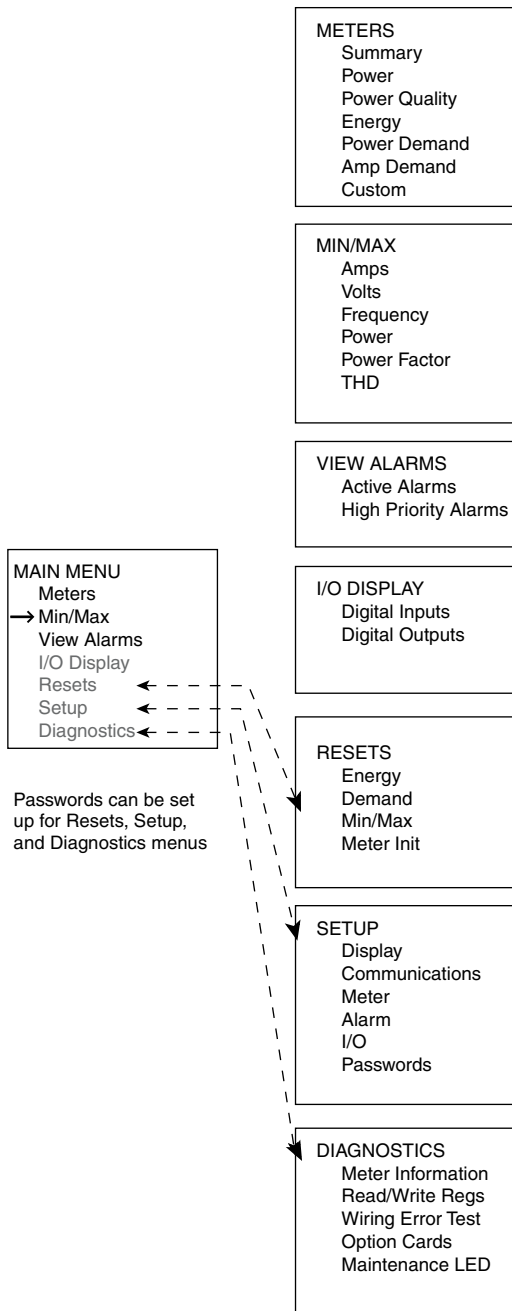 METERS
Summary
Power
Power Quality
Energy
Power Demand
Amp Demand
Custom
MIN/MAX
Amps
Volts
Frequency
Power
Power Factor
THD
VIEW ALARMS
Active Alarms
High Priority Alarms
MAIN MENU
Meters
Min/Max
View Alarms
I/O Display
Resets
Setup
Diagnostics
Passwords can be set
up for Resets, Setup,
and Diagnostics menus
I/O DISPLAY
Digital Inputs
Digital Outputs
RESETS
Energy
Demand
Min/Max
Meter Init
SETUP
Display
Communications
Meter
Alarm
I/O
Passwords
DIAGNOSTICS
Meter Information
Read/Write Regs
Wiring Error Test
Option Cards
Maintenance LED